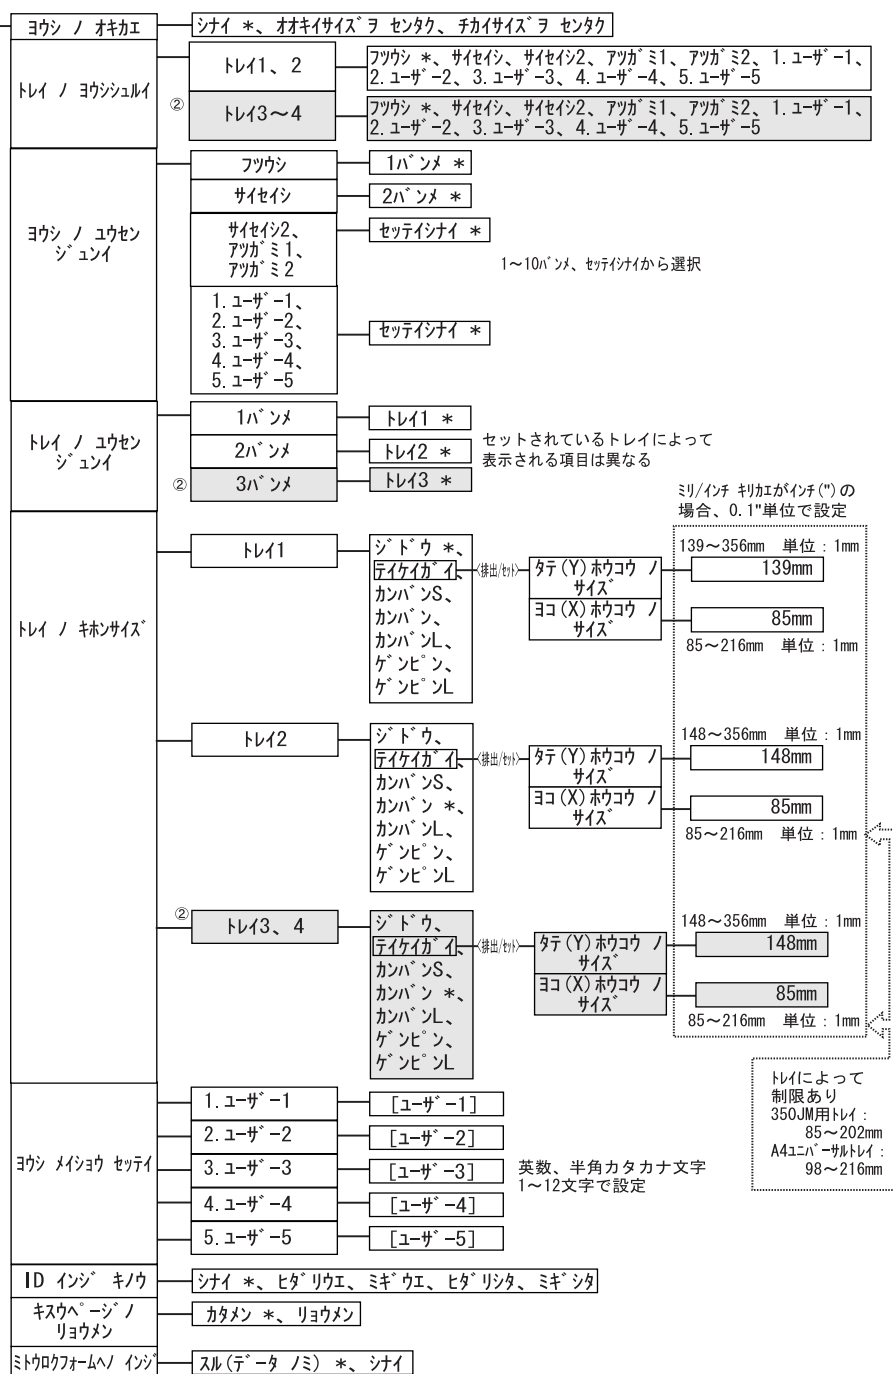 ﾖｳｼ ﾉ ｵｷｶｴ
ｼﾅｲ *、ｵｵｷｲｻｲｽﾞｦ ｾﾝﾀｸ、ﾁｶｲｻｲｽﾞｦ ｾﾝﾀｸ
ﾄﾚｲ ﾉ ﾖｳｼｼｭﾙｲ
ﾄﾚｲ1、2
ﾌﾂｳｼ *、ｻｲｾｲｼ、ｻｲｾｲｼ2、ｱﾂｶﾞﾐ1、ｱﾂｶﾞﾐ2、1.ﾕｰｻﾞｰ1、
2.ﾕｰｻﾞｰ2、3.ﾕｰｻﾞｰ3、4.ﾕｰｻﾞｰ4、5.ﾕｰｻﾞｰ5
②
ﾄﾚｲ3～4
ﾌﾂｳｼ *、ｻｲｾｲｼ、ｻｲｾｲｼ2、ｱﾂｶﾞﾐ1、ｱﾂｶﾞﾐ2、1.ﾕｰｻﾞｰ1、
2.ﾕｰｻﾞｰ2、3.ﾕｰｻﾞｰ3、4.ﾕｰｻﾞｰ4、5.ﾕｰｻﾞｰ5
ﾖｳｼ ﾉ ﾕｳｾﾝ
ｼﾞｭﾝｲ
ﾌﾂｳｼ
1ﾊﾞﾝﾒ *
ｻｲｾｲｼ
2ﾊﾞﾝﾒ *
ｻｲｾｲｼ2、
ｱﾂｶﾞﾐ1、
ｱﾂｶﾞﾐ2
ｾｯﾃｲｼﾅｲ *
1～10ﾊﾞﾝﾒ、ｾｯﾃｲｼﾅｲから選択
1.ﾕｰｻﾞｰ1、
2.ﾕｰｻﾞｰ2、
3.ﾕｰｻﾞｰ3、
4.ﾕｰｻﾞｰ4、
5.ﾕｰｻﾞｰ5
ｾｯﾃｲｼﾅｲ *
ﾄﾚｲ ﾉ ﾕｳｾﾝ
ｼﾞｭﾝｲ
1ﾊﾞﾝﾒ
ﾄﾚｲ1 *
2ﾊﾞﾝﾒ
ﾄﾚｲ2 *
②
3ﾊﾞﾝﾒ
ﾄﾚｲ3 *
セットされているトレイによって
表示される項目は異なる
ﾐﾘ/ｲﾝﾁ ｷﾘｶｴがｲﾝﾁ(")の
場合、0.1"単位で設定
ﾄﾚｲ ﾉ ｷﾎﾝｻｲｽﾞ
ﾄﾚｲ1
ｼﾞﾄﾞｳ *、
ﾃｲｹｲｶﾞｲ、
ｶﾝﾊﾞﾝS、
ｶﾝﾊﾞﾝ、
ｶﾝﾊﾞﾝL、
ｹﾞﾝﾋﾟﾝ、
ｹﾞﾝﾋﾟﾝL
〈排出/ｾｯﾄ〉
ﾀﾃ(Y)ﾎｳｺｳ ﾉ
ｻｲｽﾞ
139～356mm 単位：1mm
139mm
ﾖｺ(X)ﾎｳｺｳ ﾉ
ｻｲｽﾞ
85mm
85～216mm 単位：1mm
ﾄﾚｲ2
ｼﾞﾄﾞｳ、
ﾃｲｹｲｶﾞｲ、
ｶﾝﾊﾞﾝS、
ｶﾝﾊﾞﾝ *、
ｶﾝﾊﾞﾝL、
ｹﾞﾝﾋﾟﾝ、
ｹﾞﾝﾋﾟﾝL
〈排出/ｾｯﾄ〉
ﾀﾃ(Y)ﾎｳｺｳ ﾉ
ｻｲｽﾞ
148～356mm 単位：1mm
148mm
ﾖｺ(X)ﾎｳｺｳ ﾉ
ｻｲｽﾞ
85mm
85～216mm 単位：1mm
②
ﾄﾚｲ3、4
ｼﾞﾄﾞｳ、
ﾃｲｹｲｶﾞｲ、
ｶﾝﾊﾞﾝS、
ｶﾝﾊﾞﾝ *、
ｶﾝﾊﾞﾝL、
ｹﾞﾝﾋﾟﾝ、
ｹﾞﾝﾋﾟﾝL
〈排出/ｾｯﾄ〉
ﾀﾃ(Y)ﾎｳｺｳ ﾉ
ｻｲｽﾞ
148～356mm 単位：1mm
148mm
ﾖｺ(X)ﾎｳｺｳ ﾉ
ｻｲｽﾞ
85mm
85～216mm 単位：1mm
ﾄﾚｲによって
制限あり
350JM用ﾄﾚｲ：
85～202mm
A4ﾕﾆﾊﾞｰｻﾙﾄﾚｲ：
98～216mm
ﾖｳｼ ﾒｲｼｮｳ ｾｯﾃｲ
1.ﾕｰｻﾞｰ1
[ﾕｰｻﾞｰ1]
2.ﾕｰｻﾞｰ2
[ﾕｰｻﾞｰ2]
3.ﾕｰｻﾞｰ3
[ﾕｰｻﾞｰ3]
4.ﾕｰｻﾞｰ4
[ﾕｰｻﾞｰ4]
5.ﾕｰｻﾞｰ5
[ﾕｰｻﾞｰ5]
英数、半角カタカナ文字
1～12文字で設定
ID ｲﾝｼﾞ ｷﾉｳ
ｼﾅｲ *、ﾋﾀﾞﾘｳｴ、ﾐｷﾞｳｴ、ﾋﾀﾞﾘｼﾀ、ﾐｷﾞｼﾀ
ｷｽｳﾍﾟｰｼﾞﾉ
ﾘｮｳﾒﾝ
ｶﾀﾒﾝ *、ﾘｮｳﾒﾝ
ﾐﾄｳﾛｸﾌｫｰﾑﾍﾉ ｲﾝｼﾞ
ｽﾙ(ﾃﾞｰﾀ ﾉﾐ) *、ｼﾅｲ